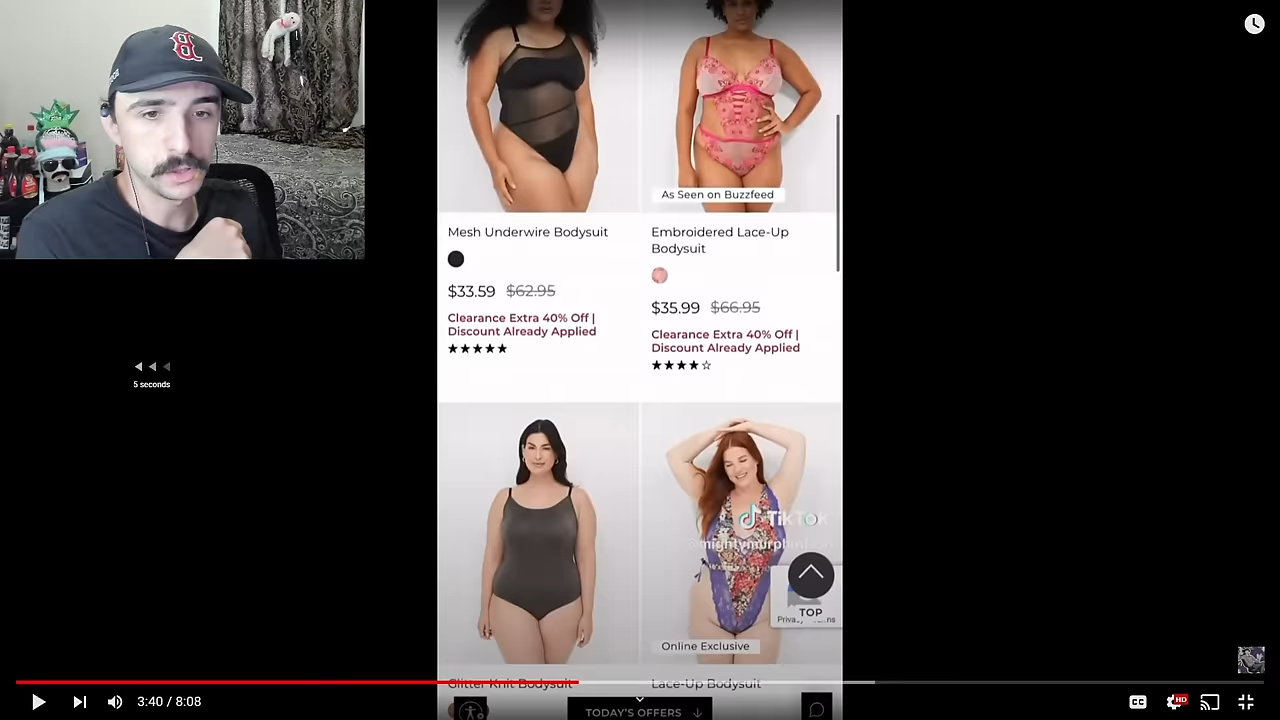 B
As Seen on Buzzfeed
Mesh Underwire Bodysuit
Embroidered Lace-Up
Bodysuit
$33.59 $62.95
$35.99 $66.95
Clearance Extra 40% Off |
Discount Already Applied
★★★★★
Clearance Extra 40% Off |
Discount Already Applied
★★★★☆
5 seconds
TikTok
TOP
Online Exclusive
Glitter Knit Bodysuit
Lace-Up Bodysuit
TODAY'S OFFERS
3:40 / 8:08
CC
HD